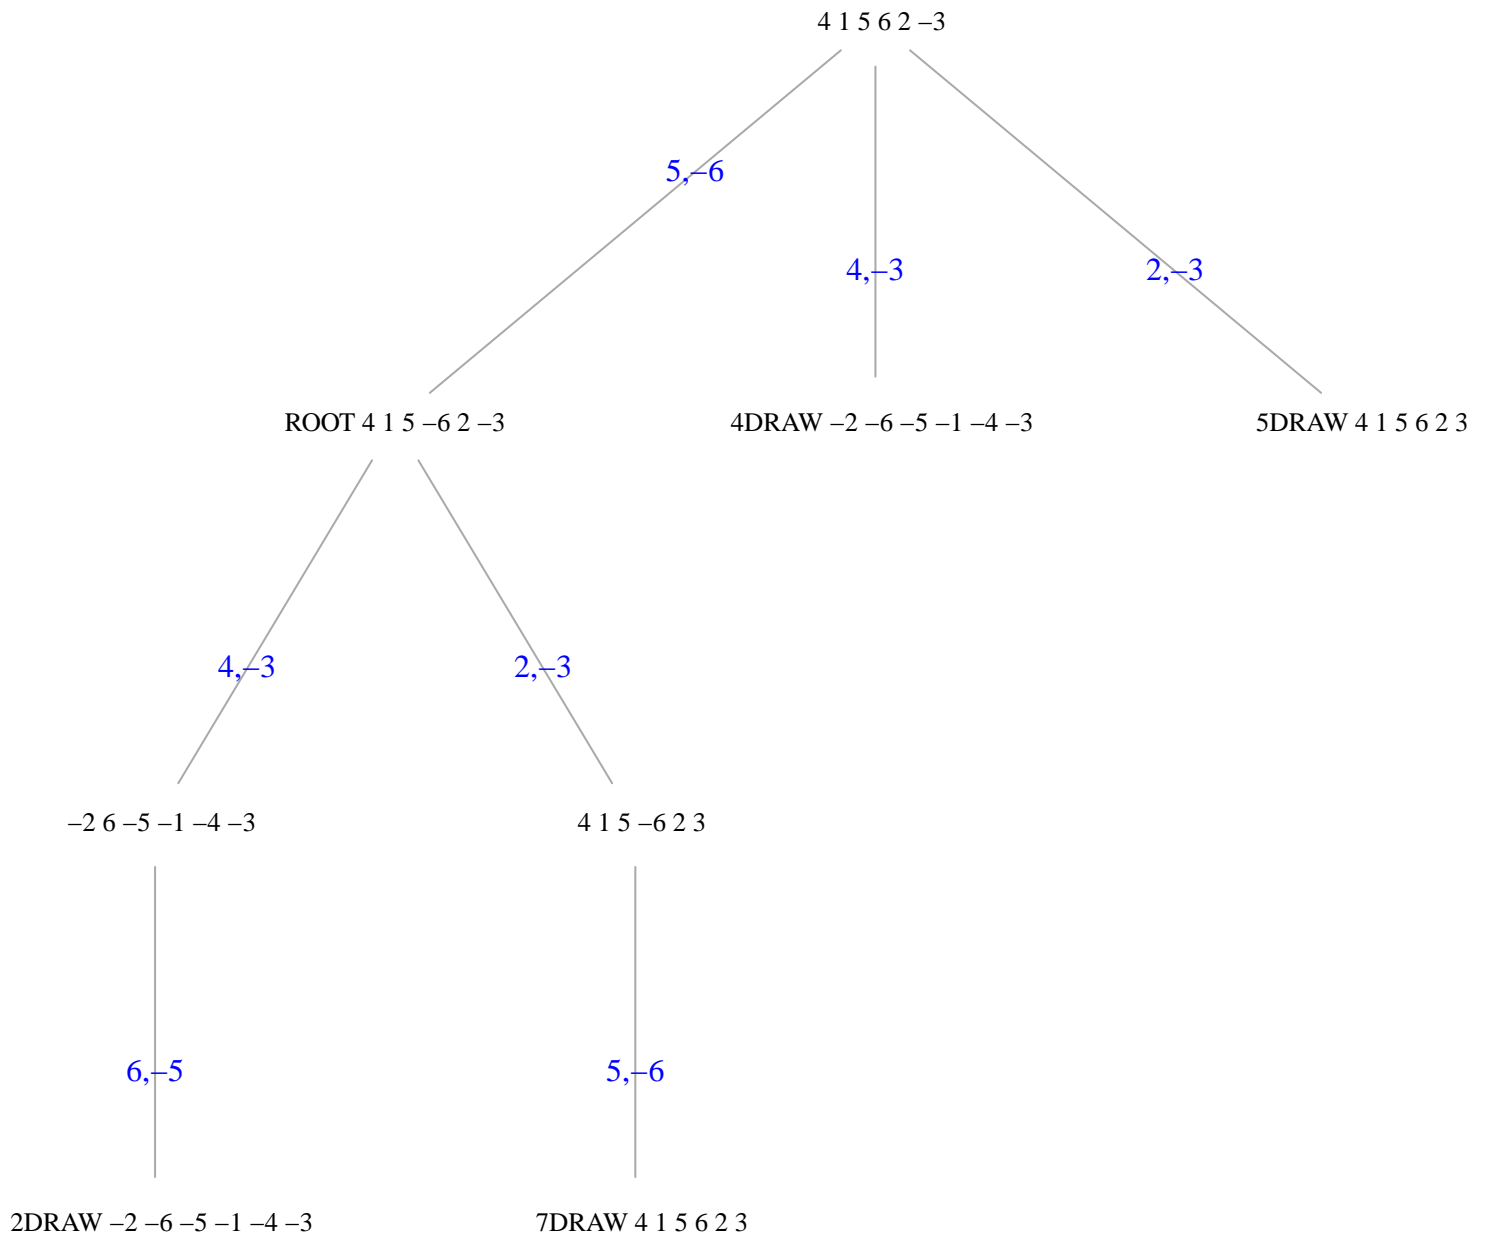 4 1 5 6 2 –3
5,–6
4,–3
2,–3
ROOT 4 1 5 –6 2 –3
4DRAW –2 –6 –5 –1 –4 –3
5DRAW 4 1 5 6 2 3
4,–3
2,–3
–2 6 –5 –1 –4 –3
4 1 5 –6 2 3
6,–5
5,–6
2DRAW –2 –6 –5 –1 –4 –3
7DRAW 4 1 5 6 2 3